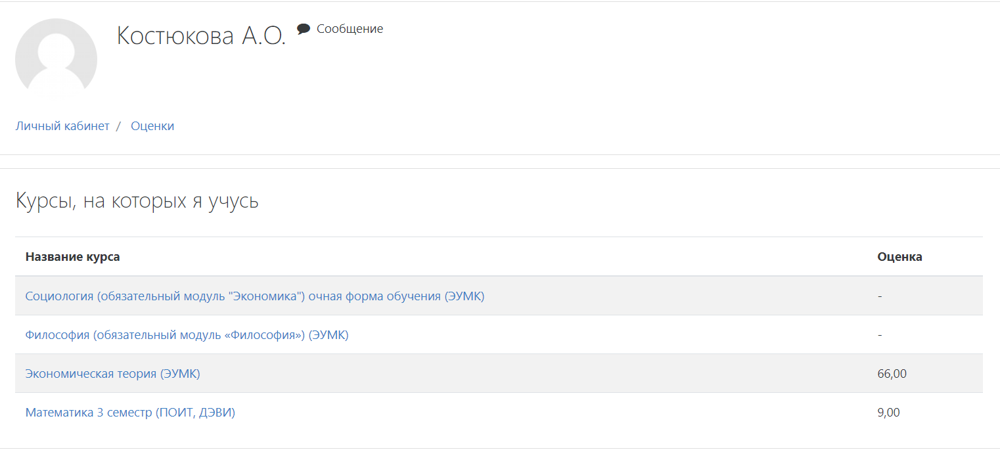 Костюкова А.О. Сообщение
Личный кабинет / Оценки
Курсы, на которых я учусь
Название курса Оценка
Социология (обязательный модуль "Экономика") очная форма обучения (ЭУМК) -
Философия (обязательный модуль «Философия») (ЭУМК) -
Экономическая теория (ЭУМК) 66,00
Математика 3 семестр (ПОИТ, ДЭВИ) 9,00